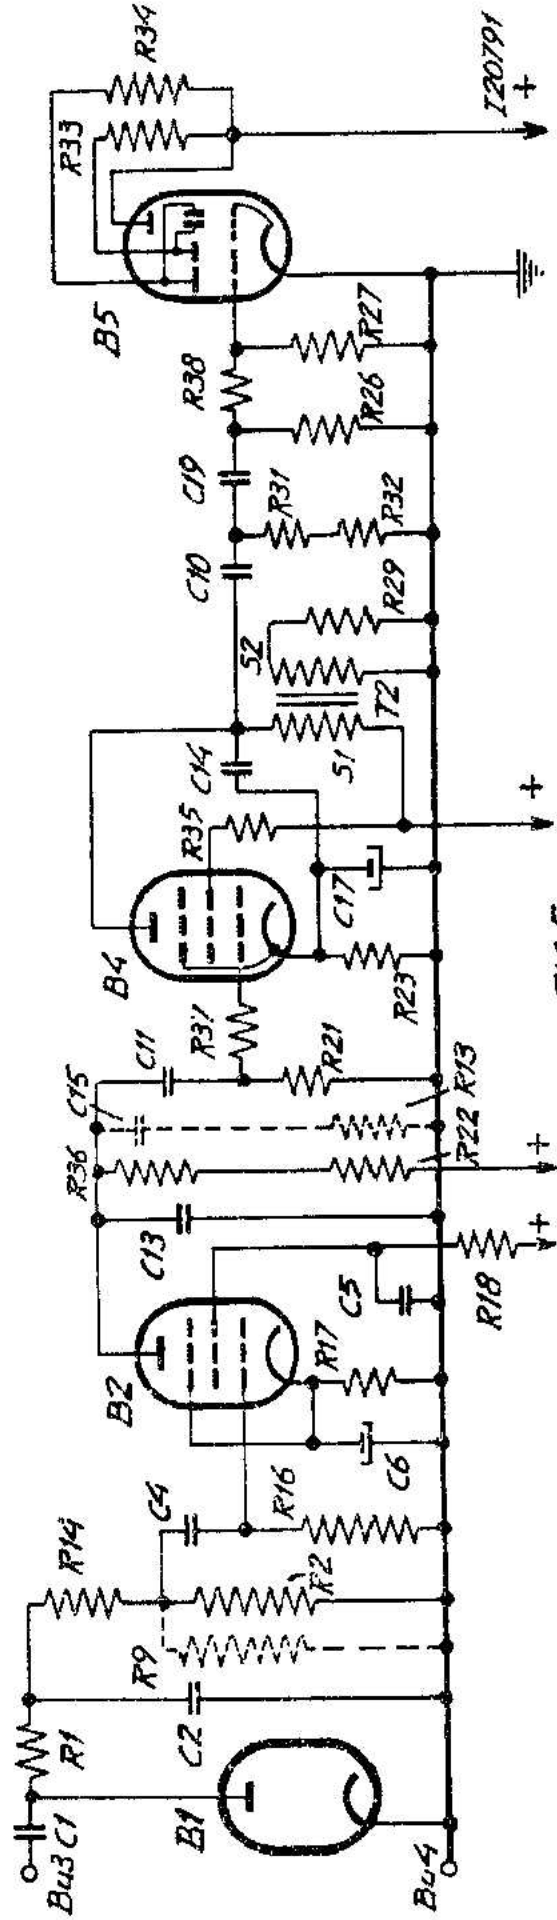 Bu3
C1
R1
R14
B1
C2
R9
R2
C4
R16
Bu4
B2
C6
R17
C5
R18
+
C13
R36
R22
+
C15
R13
C11
R21
R37
B4
R23
C17
R35
C14
+
S1
T2
S2
R29
C10
R31
R32
C19
R26
R38
R27
B5
R33
R34
I20791
+